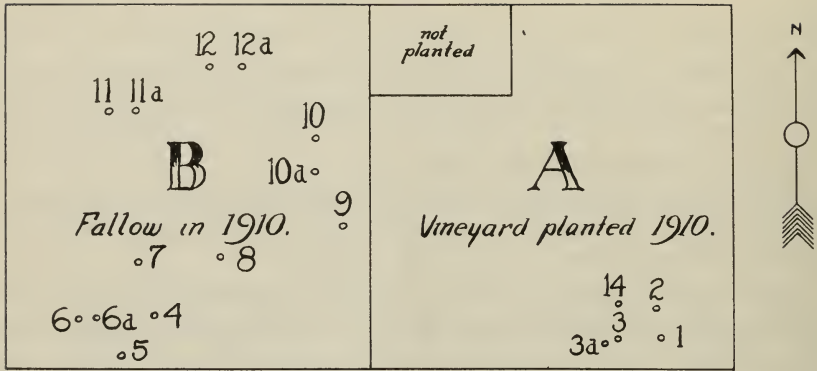 12 12a
11 11a
10
B
10a
9
Fallow in 1910.
7 8
6 6a 4
5
not
planted
A
Vineyard planted 1910.
14 2
3
3a 1
N